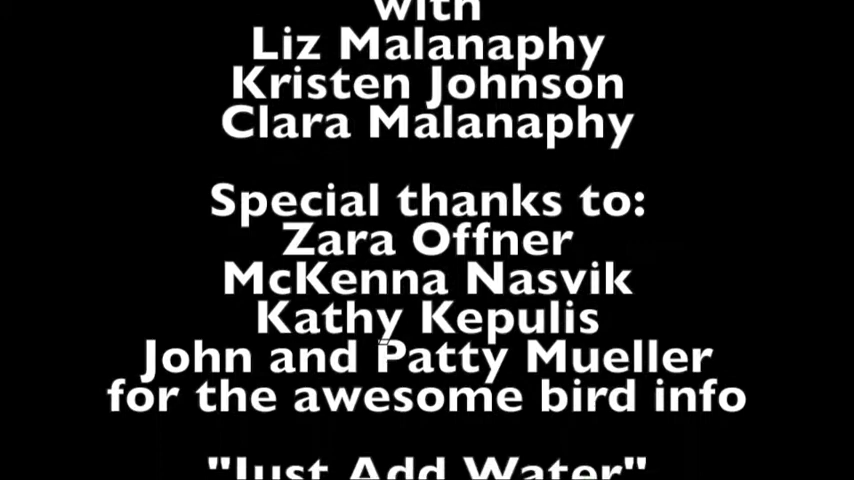 with
Liz Malanaphy
Kristen Johnson
Clara Malanaphy
Special thanks to:
Zara Offner
McKenna Nasvik
Kathy Kepulis
John and Patty Mueller
for the awesome bird info
"Just Add Water"